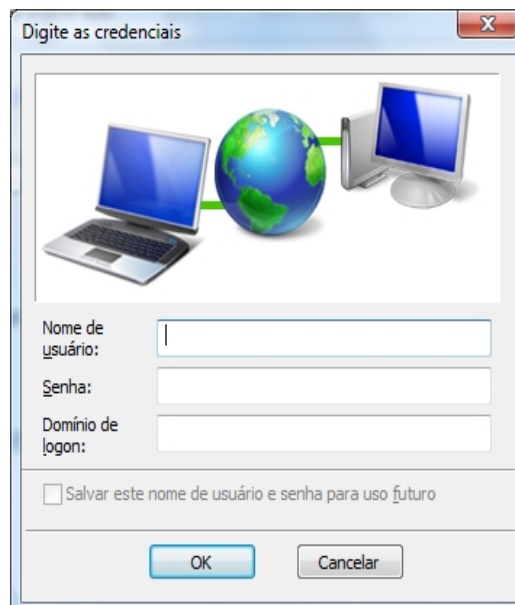 Digite as credenciais
Nome de
usuário:
Senha:
Domínio de
logon:
Salvar este nome de usuário e senha para uso futuro
OK
Cancelar